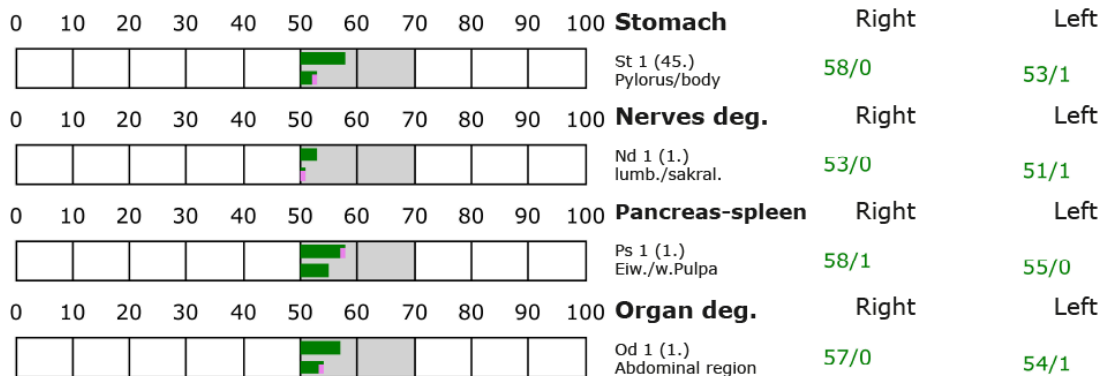 0 10 20 30 40 50 60 70 80 90 100 Stomach Right Left
St 1 (45.) 58/0 53/1
Pylorus/body
0 10 20 30 40 50 60 70 80 90 100 Nerves deg. Right Left
Nd 1 (1.) 53/0 51/1
lumb./sakral.
0 10 20 30 40 50 60 70 80 90 100 Pancreas-spleen Right Left
Ps 1 (1.) 58/1 55/0
Eiw./w.Pulpa
0 10 20 30 40 50 60 70 80 90 100 Organ deg. Right Left
Od 1 (1.) 57/0 54/1
Abdominal region